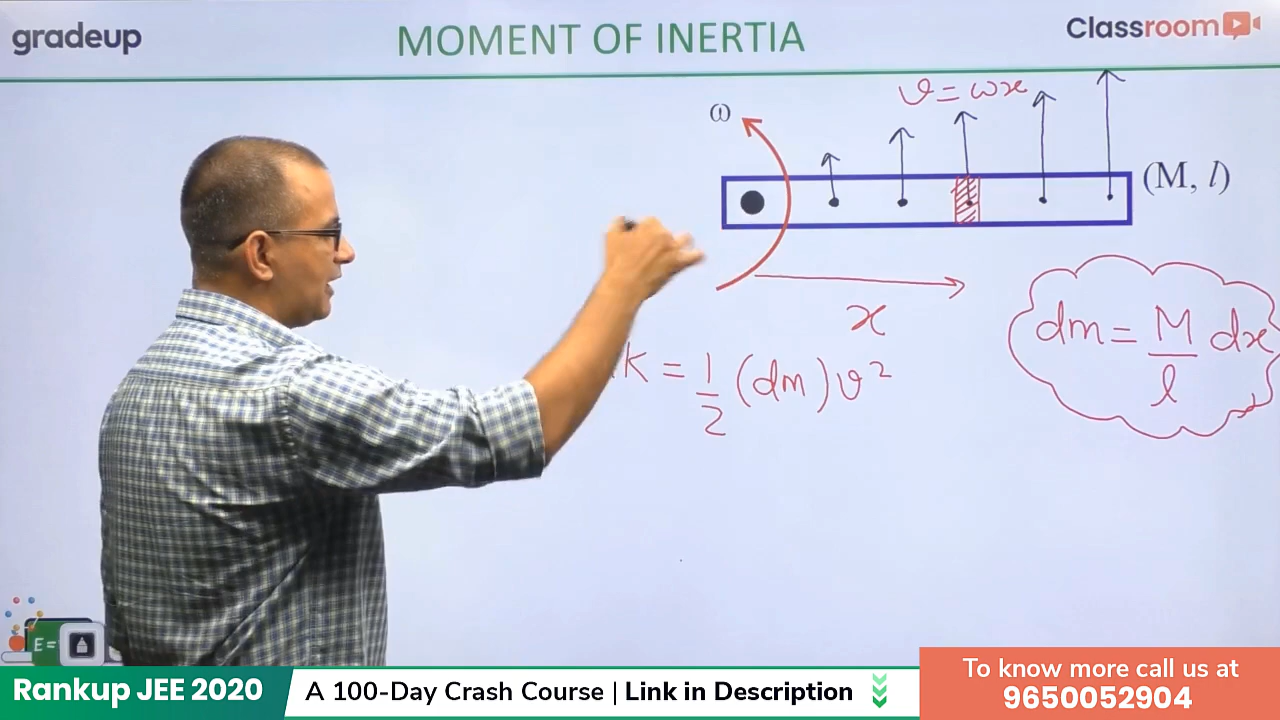 gradeup
MOMENT OF INERTIA
Classroom
v = ωx
ω
(M, l)
x
dm = M/l dx
K = 1/2 (dm) v²
E=
Rankup JEE 2020
A 100-Day Crash Course | Link in Description
To know more call us at
9650052904